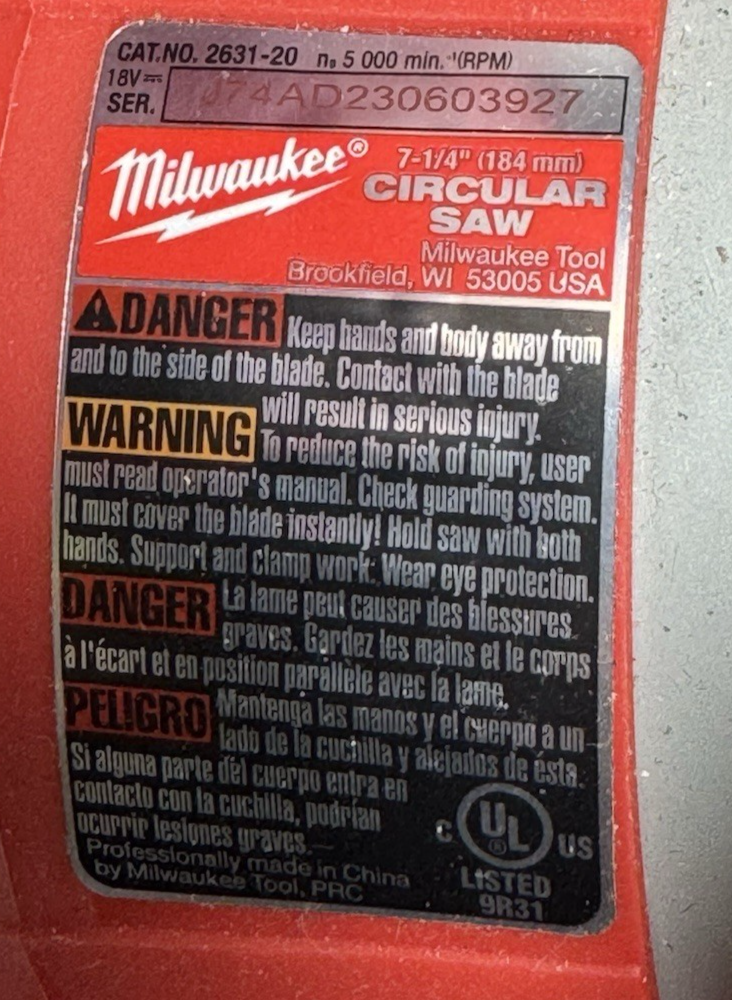 CAT.NO. 2631-20 n₀ 5 000 min.⁻¹(RPM)
18V⎓
SER. J74AD230603927
Milwaukee® 7-1/4" (184 mm)
CIRCULAR
SAW
Milwaukee Tool
Brookfield, WI 53005 USA
⚠DANGER Keep hands and body away from
and to the side of the blade. Contact with the blade
will result in serious injury.
WARNING To reduce the risk of injury, user
must read operator's manual. Check guarding system.
It must cover the blade instantly! Hold saw with both
hands. Support and clamp work. Wear eye protection.
DANGER La lame peut causer des blessures
graves. Gardez les mains et le corps
à l'écart et en position parallèle avec la lame.
PELIGRO Mantenga las manos y el cuerpo a un
lado de la cuchilla y alejados de ésta.
Si alguna parte del cuerpo entra en
contacto con la cuchilla, podrían
ocurrir lesiones graves.
Professionally made in China
by Milwaukee Tool, PRC
C UL ® US
LISTED
9R31